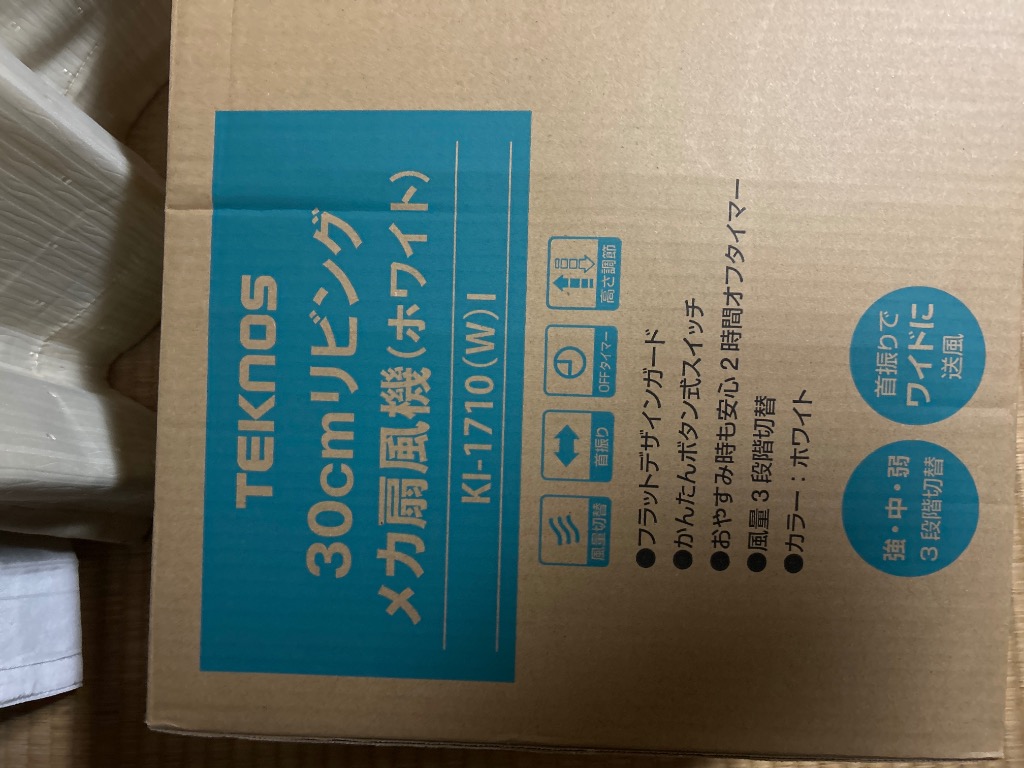 TEKNOS
30cmリビング
メカ扇風機(ホワイト)
KI-1710(W)I
風量切替
首振り
OFFタイマー
高さ調節
●フラットデザインガード
●かんたんボタン式スイッチ
●おやすみ時も安心2時間オフタイマー
●風量3段階切替
●カラー：ホワイト
強・中・弱
3段階切替
首振りで
ワイドに
送風